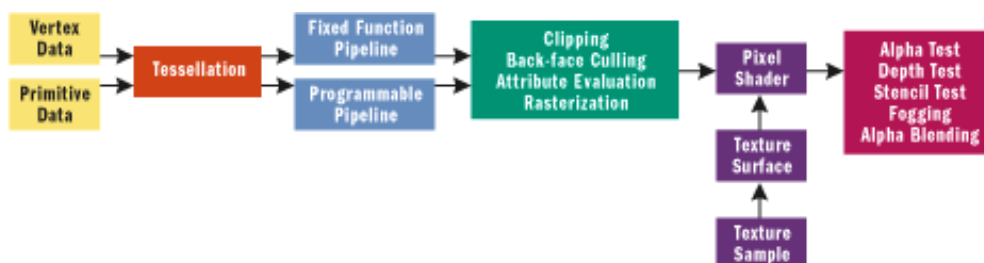 Vertex
Data
Primitive
Data
Tessellation
Fixed Function
Pipeline
Programmable
Pipeline
Clipping
Back-face Culling
Attribute Evaluation
Rasterization
Pixel
Shader
Texture
Surface
Texture
Sample
Alpha Test
Depth Test
Stencil Test
Fogging
Alpha Blending